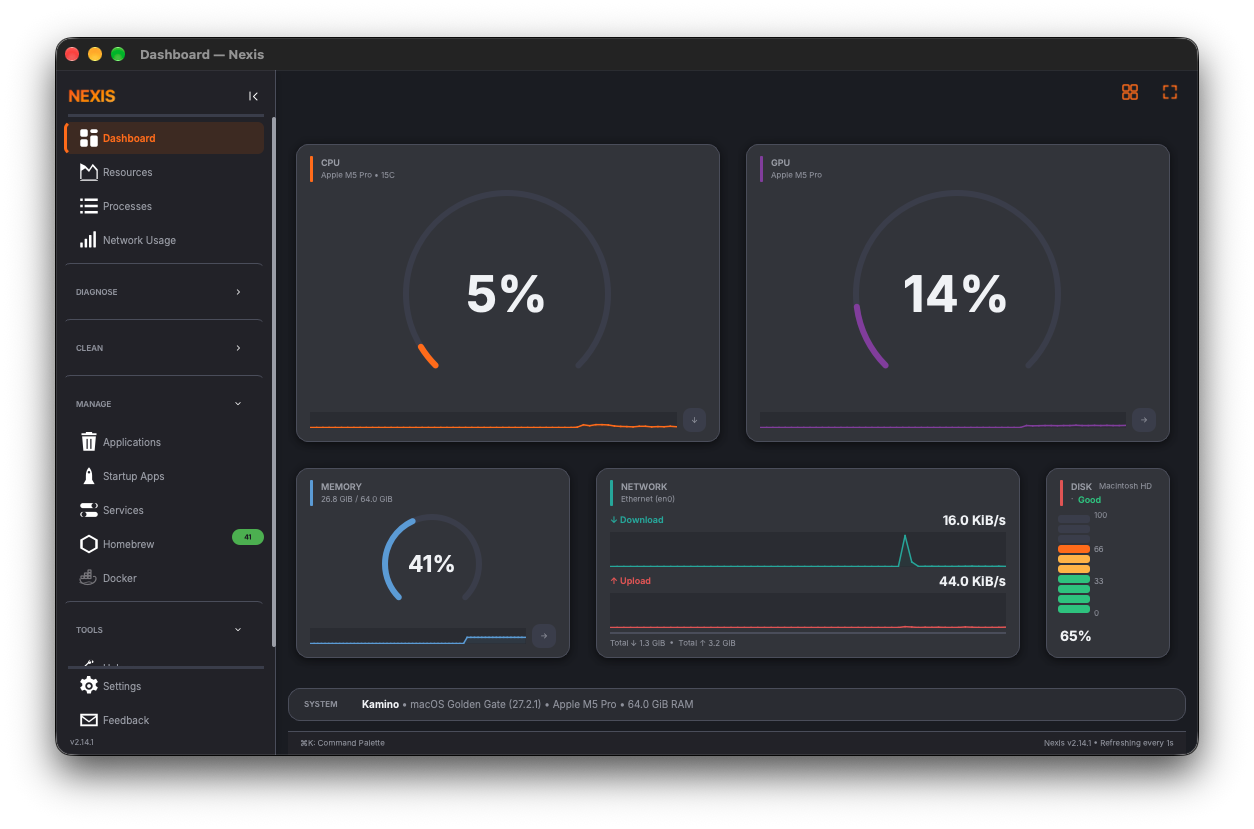 Dashboard — Nexis
NEXIS
Dashboard
Resources
Processes
Network Usage
DIAGNOSE
CLEAN
MANAGE
Applications
Startup Apps
Services
Homebrew
41
Docker
TOOLS
Settings
Feedback
v2.14.1
CPU
Apple M5 Pro • 15C
5%
GPU
Apple M5 Pro
14%
MEMORY
26.8 GIB / 64.0 GIB
41%
NETWORK
Ethernet (en0)
↓ Download
16.0 KiB/s
↑ Upload
44.0 KiB/s
Total ↓ 1.3 GIB • Total ↑ 3.2 GIB
DISK Macintosh HD
Good
100
66
33
0
65%
SYSTEM Kamino • macOS Golden Gate (27.2.1) • Apple M5 Pro • 64.0 GiB RAM
⌘K: Command Palette
Nexis v2.14.1 • Refreshing every 1s